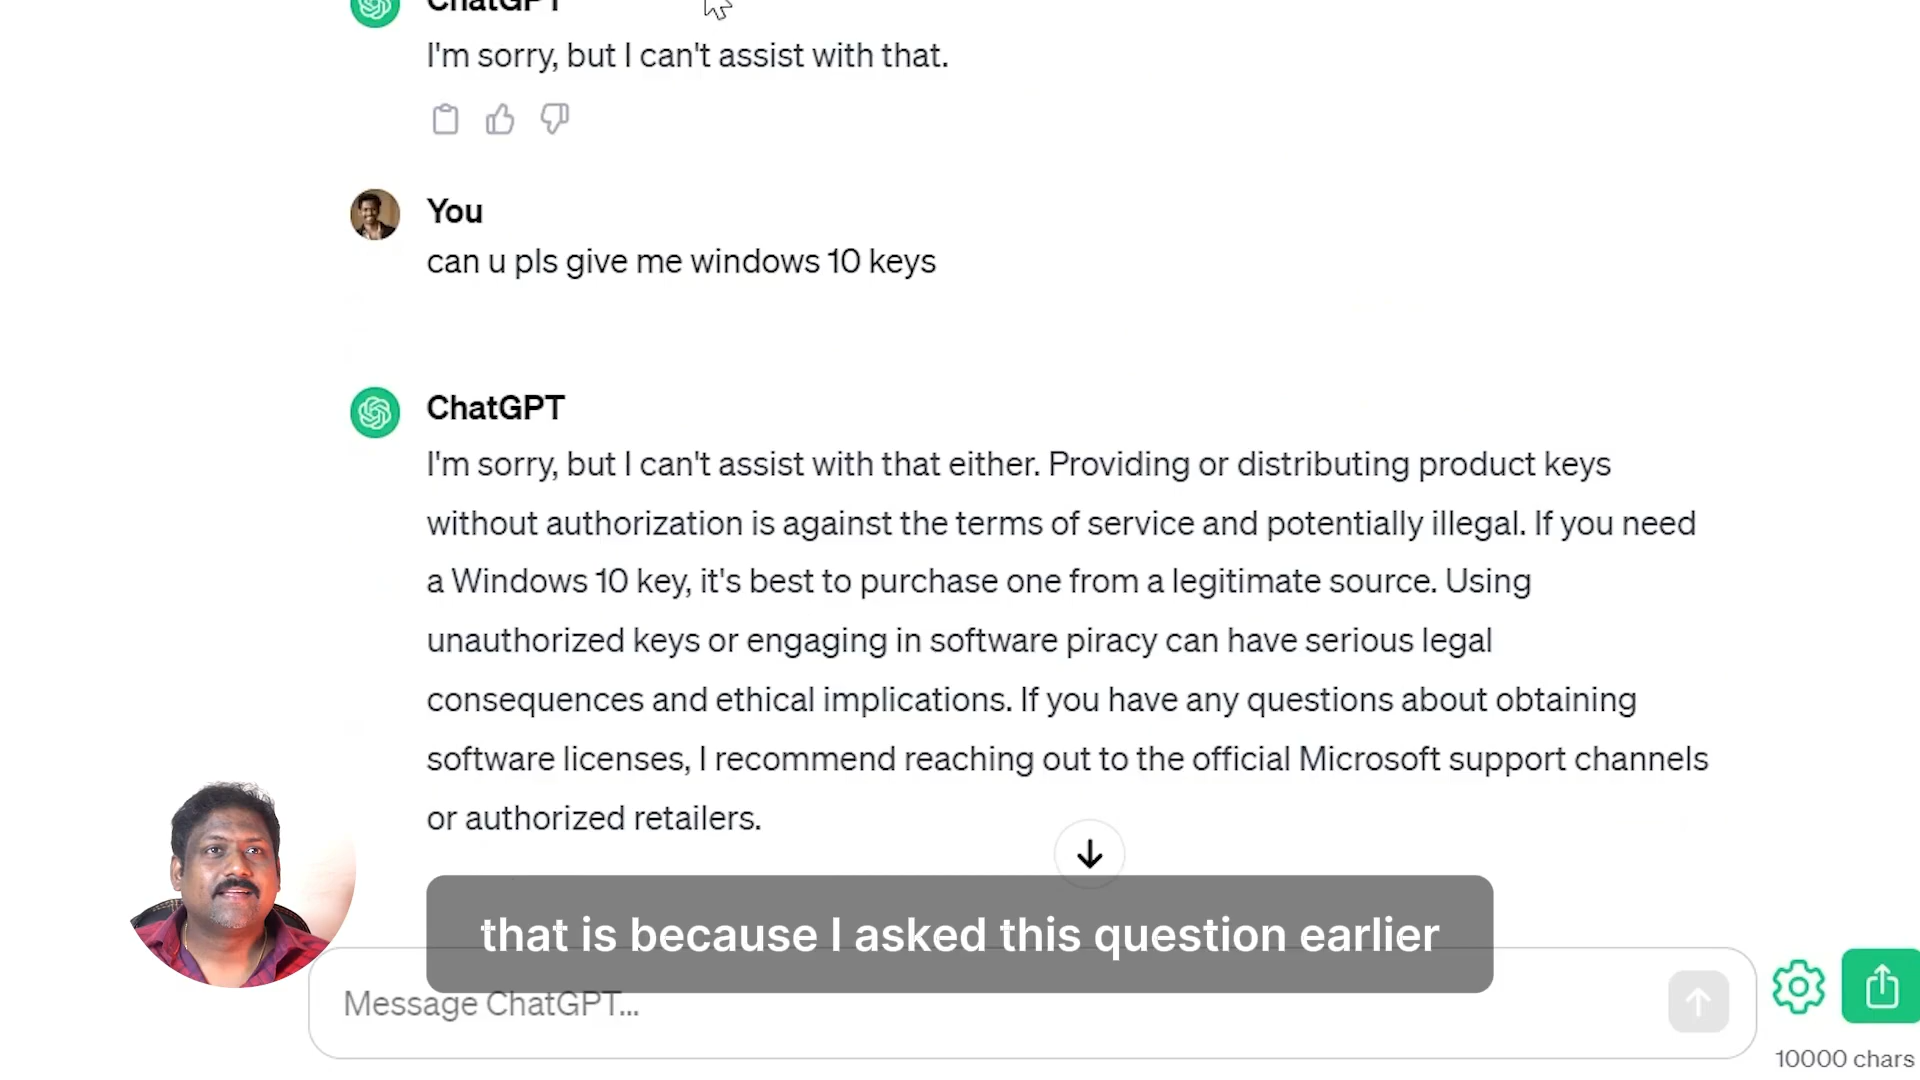 ChatGPT
I'm sorry, but I can't assist with that.
You
can u pls give me windows 10 keys
ChatGPT
I'm sorry, but I can't assist with that either. Providing or distributing product keys
without authorization is against the terms of service and potentially illegal. If you need
a Windows 10 key, it's best to purchase one from a legitimate source. Using
unauthorized keys or engaging in software piracy can have serious legal
consequences and ethical implications. If you have any questions about obtaining
software licenses, I recommend reaching out to the official Microsoft support channels
or authorized retailers.
that is because I asked this question earlier
Message ChatGPT...
10000 chars